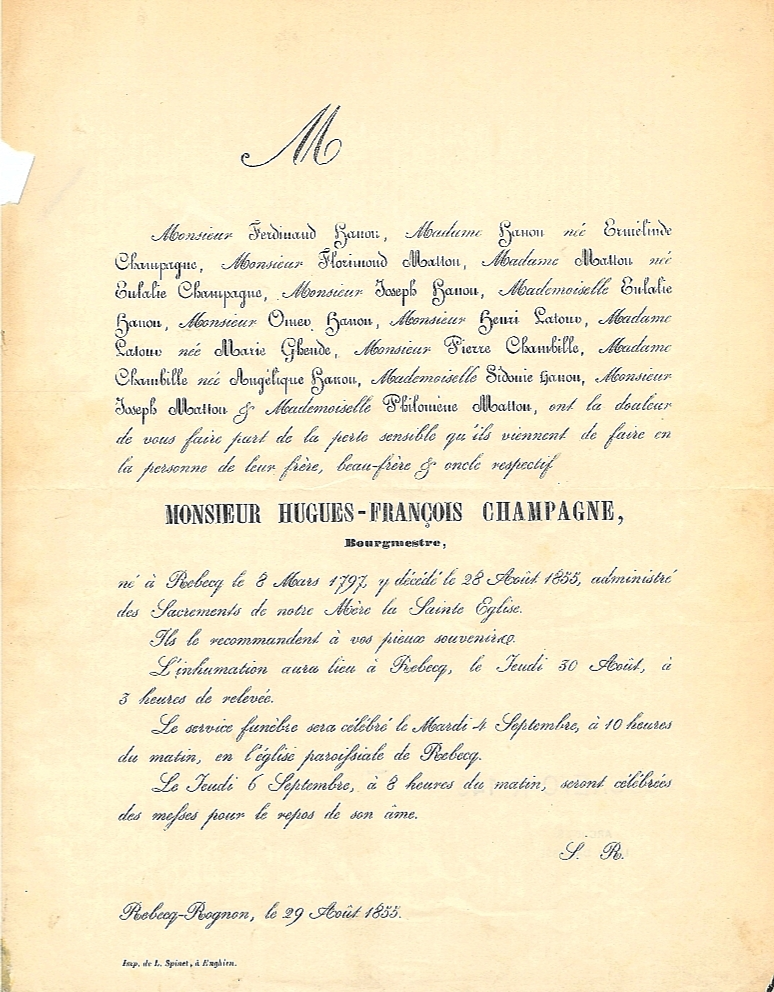 M
Monsieur Ferdinand Hanon, Madame Hanon née Ermélinde
Champagne, Monsieur Florimond Matton, Madame Matton née
Eulalie Champagne, Monsieur Joseph Hanon, Mademoiselle Eulalie
Hanon, Monsieur Omer Hanon, Monsieur Henri Latour, Madame
Latour née Marie Ghende, Monsieur Pierre Chambille, Madame
Chambille née Angélique Hanon, Mademoiselle Sidonie Hanon, Monsieur
Joseph Matton & Mademoiselle Philomène Matton, ont la douleur
de vous faire part de la perte sensible qu'ils viennent de faire en
la personne de leur frère, beau-frère & oncle respectif
MONSIEUR HUGUES-FRANÇOIS CHAMPAGNE,
Bourgmestre,
né à Rebecq le 8 Mars 1797, y décédé le 28 Août 1855, administré
des Sacrements de notre Mère la Sainte Eglise.
Ils le recommandent à vos pieux souvenirs.
L'inhumation aura lieu à Rebecq, le Jeudi 30 Août, à
3 heures de relevée.
Le service funèbre sera célébré le Mardi 4 Septembre, à 10 heures
du matin, en l'église paroissiale de Rebecq.
Le Jeudi 6 Septembre, à 8 heures du matin, seront célébrées
des messes pour le repos de son âme.
S. R.
Rebecq-Rognon, le 29 Août 1855.
Imp. de L. Spinet, à Enghien.